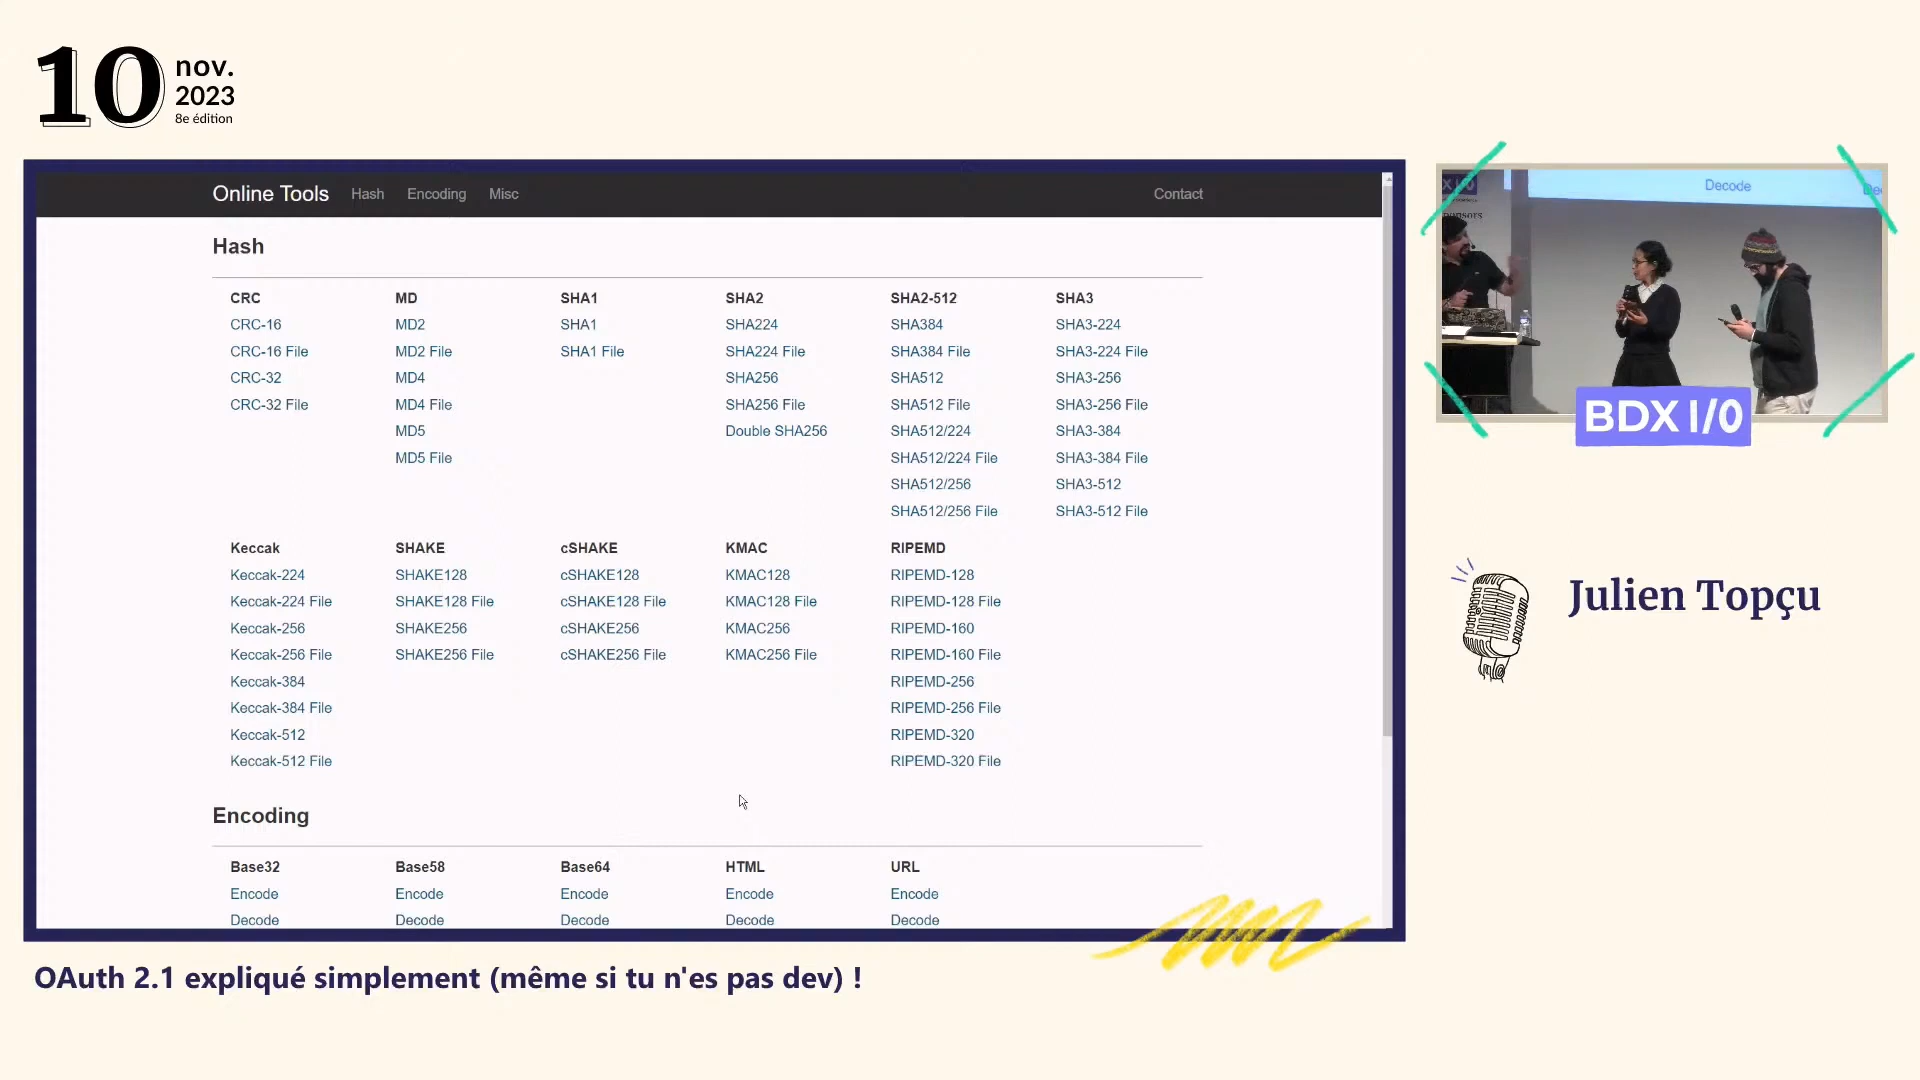 10
nov.
2023
8e édition
Online Tools Hash Encoding Misc Contact
Hash
CRC MD SHA1 SHA2 SHA2-512 SHA3
CRC-16 MD2 SHA1 SHA224 SHA384 SHA3-224
CRC-16 File MD2 File SHA1 File SHA224 File SHA384 File SHA3-224 File
CRC-32 MD4 SHA256 SHA512 SHA3-256
CRC-32 File MD4 File SHA256 File SHA512 File SHA3-256 File
MD5 Double SHA256 SHA512/224 SHA3-384
MD5 File SHA512/224 File SHA3-384 File
SHA512/256 SHA3-512
SHA512/256 File SHA3-512 File
Keccak SHAKE cSHAKE KMAC RIPEMD
Keccak-224 SHAKE128 cSHAKE128 KMAC128 RIPEMD-128
Keccak-224 File SHAKE128 File cSHAKE128 File KMAC128 File RIPEMD-128 File
Keccak-256 SHAKE256 cSHAKE256 KMAC256 RIPEMD-160
Keccak-256 File SHAKE256 File cSHAKE256 File KMAC256 File RIPEMD-160 File
Keccak-384 RIPEMD-256
Keccak-384 File RIPEMD-256 File
Keccak-512 RIPEMD-320
Keccak-512 File RIPEMD-320 File
Encoding
Base32 Base58 Base64 HTML URL
Encode Encode Encode Encode Encode
Decode Decode Decode Decode Decode
Decode
BDX I/O
Julien Topçu
OAuth 2.1 expliqué simplement (même si tu n'es pas dev) !